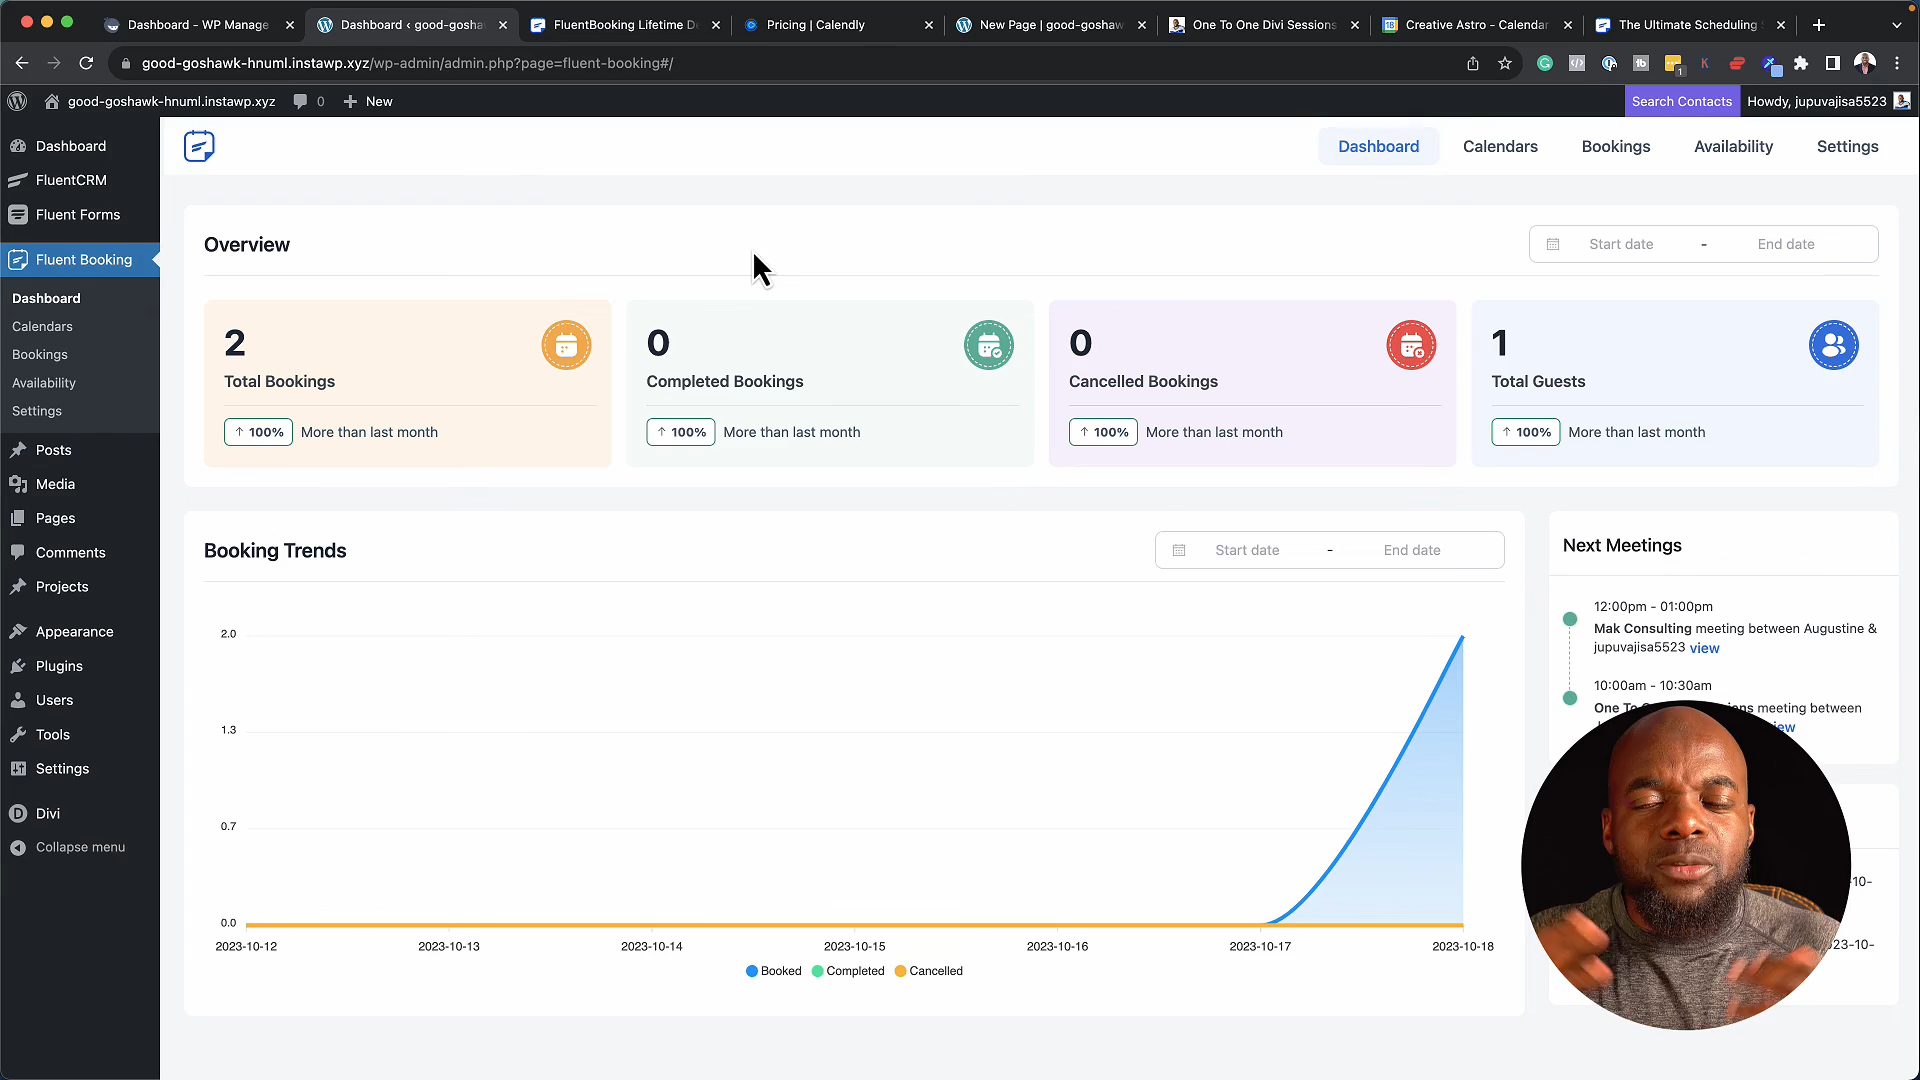 Dashboard - WP Manage
Dashboard ‹ good-gosha
FluentBooking Lifetime D
Pricing | Calendly
New Page | good-goshaw
One To One Divi Sessions
Creative Astro - Calendar
The Ultimate Scheduling
good-goshawk-hnuml.instawp.xyz/wp-admin/admin.php?page=fluent-booking#/
good-goshawk-hnuml.instawp.xyz
0
New
Search Contacts
Howdy, jupuvajisa5523
Dashboard
FluentCRM
Fluent Forms
Fluent Booking
Dashboard
Calendars
Bookings
Availability
Settings
Posts
Media
Pages
Comments
Projects
Appearance
Plugins
Users
Tools
Settings
Divi
Collapse menu
Dashboard
Calendars
Bookings
Availability
Settings
Overview
Start date - End date
2
Total Bookings
↑ 100% More than last month
0
Completed Bookings
↑ 100% More than last month
0
Cancelled Bookings
↑ 100% More than last month
1
Total Guests
↑ 100% More than last month
Booking Trends
Start date - End date
2.0
1.3
0.7
0.0
2023-10-12 2023-10-13 2023-10-14 2023-10-15 2023-10-16 2023-10-17 2023-10-18
Booked Completed Cancelled
Next Meetings
12:00pm - 01:00pm
Mak Consulting meeting between Augustine &
jupuvajisa5523 view
10:00am - 10:30am
One To meeting between